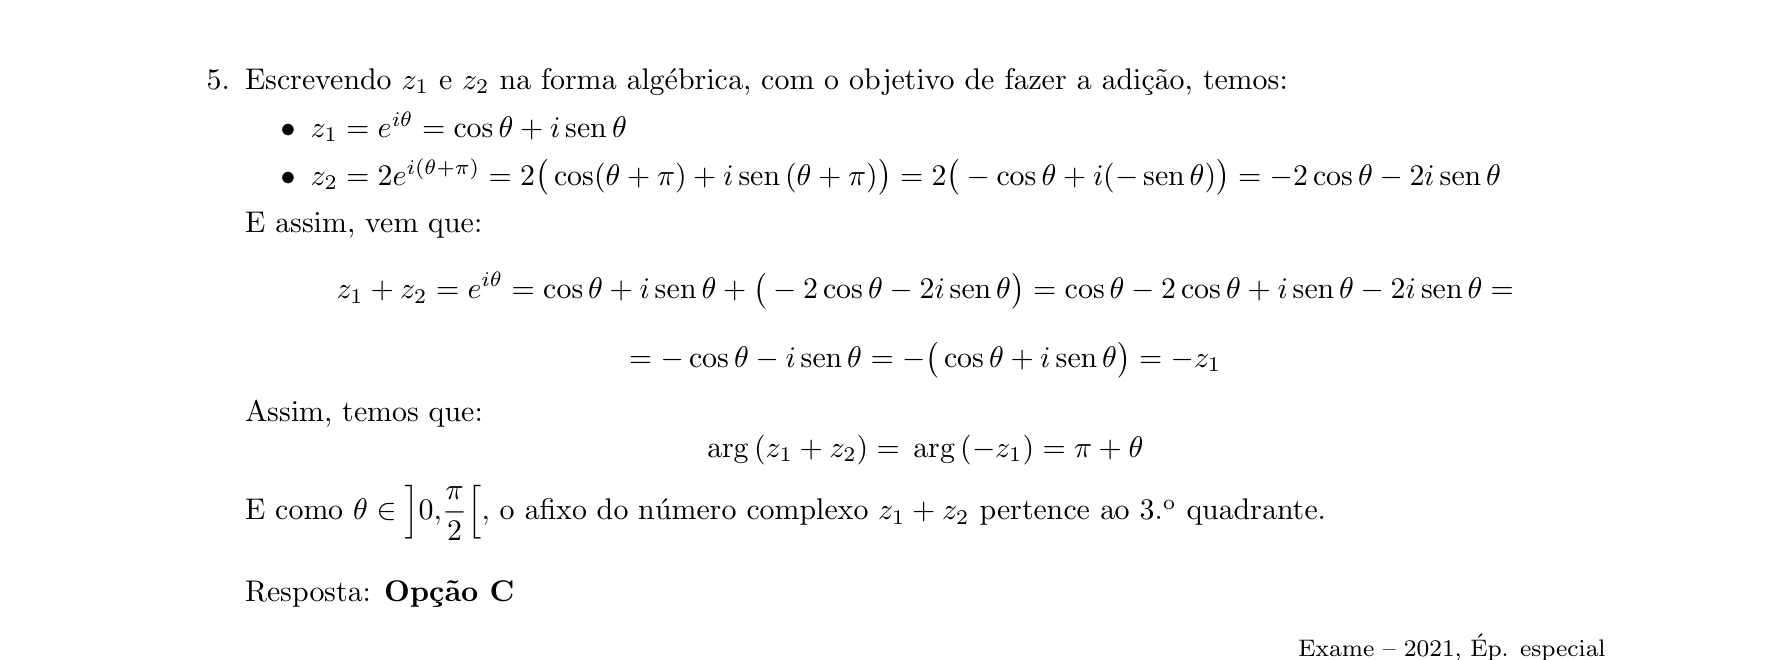 5. Escrevendo z₁ e z₂ na forma algébrica, com o objetivo de fazer a adição, temos:
• z₁ = e^{iθ} = cos θ + i sen θ
• z₂ = 2e^{i(θ+π)} = 2( cos(θ + π) + i sen (θ + π)) = 2( − cos θ + i(− sen θ)) = −2 cos θ − 2i sen θ
E assim, vem que:
z₁ + z₂ = e^{iθ} = cos θ + i sen θ + ( − 2 cos θ − 2i sen θ) = cos θ − 2 cos θ + i sen θ − 2i sen θ =
= − cos θ − i sen θ = −( cos θ + i sen θ) = −z₁
Assim, temos que:
arg (z₁ + z₂) = arg (−z₁) = π + θ
E como θ ∈ ]0, π/2[, o afixo do número complexo z₁ + z₂ pertence ao 3.º quadrante.
Resposta: Opção C
Exame – 2021, Ép. especial